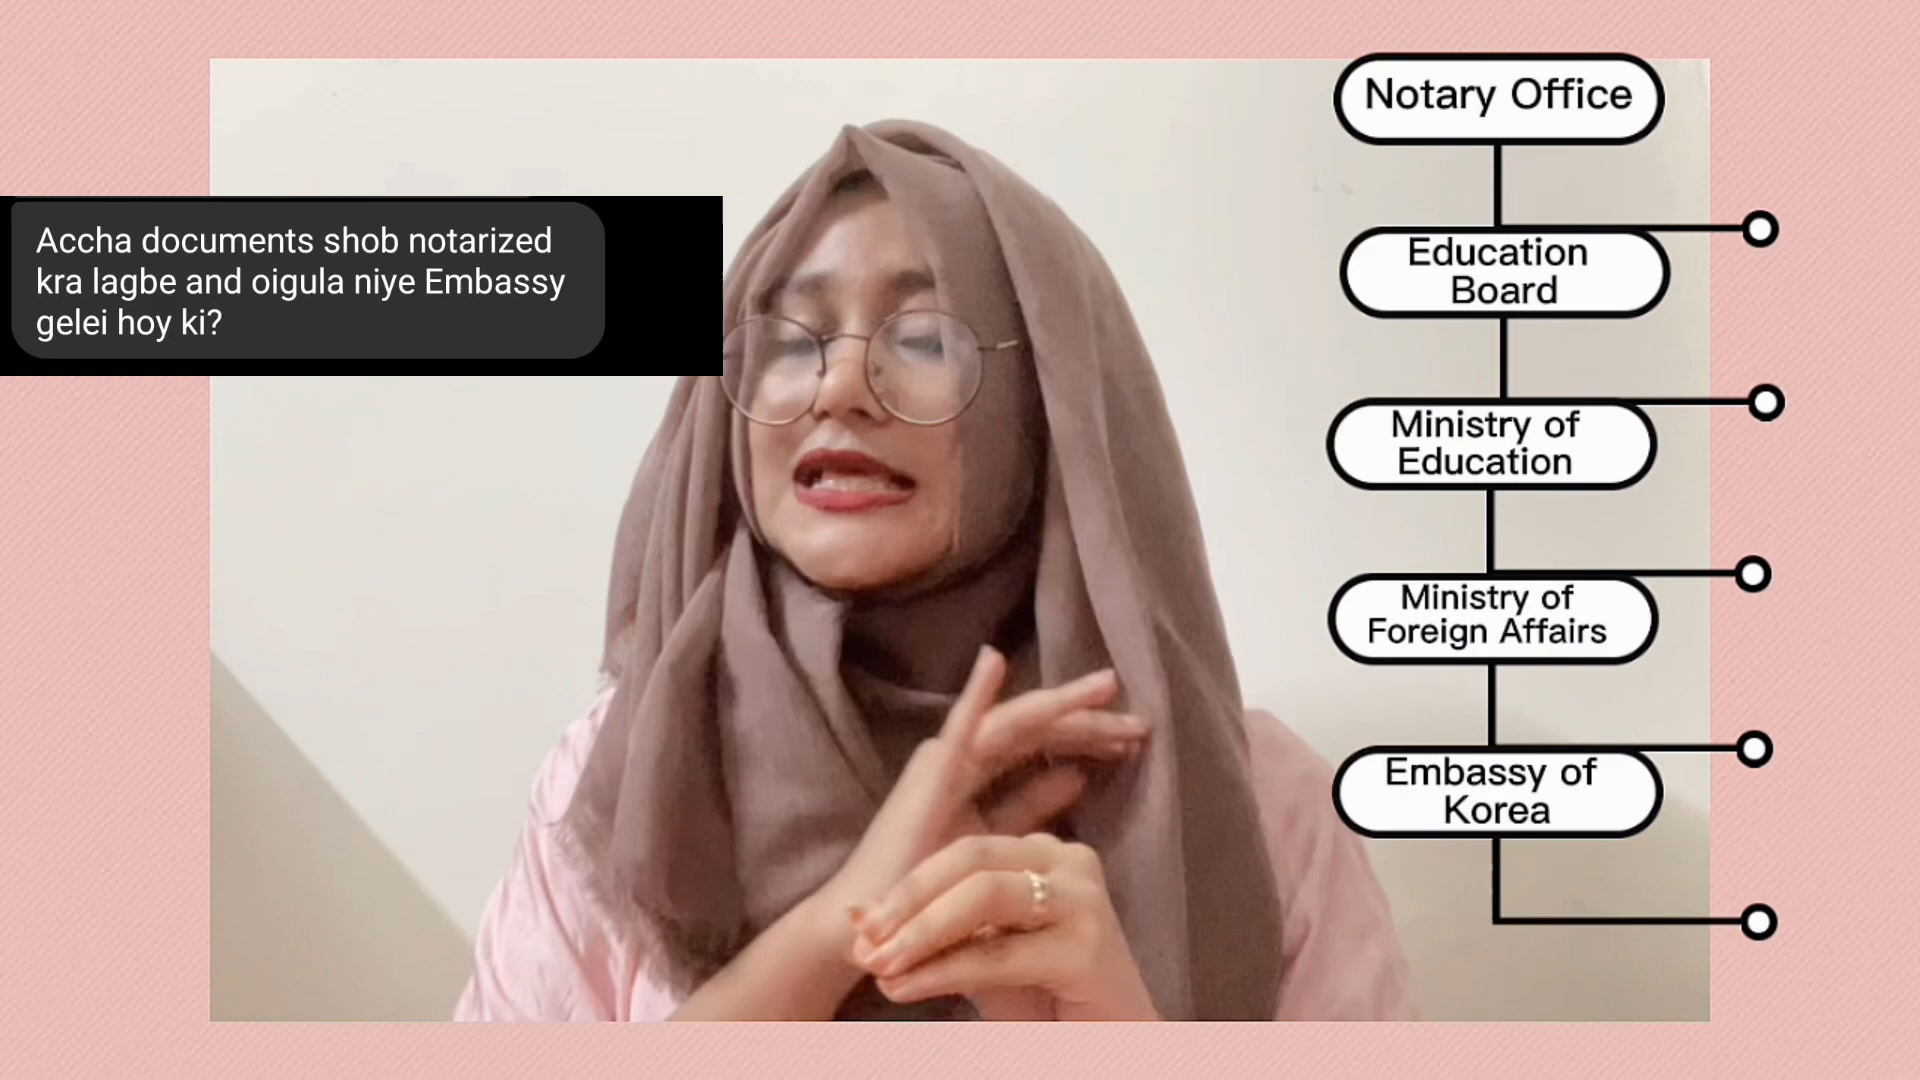 Accha documents shob notarized
kra lagbe and oigula niye Embassy
gelei hoy ki?
Notary Office
Education
Board
Ministry of
Education
Ministry of
Foreign Affairs
Embassy of
Korea